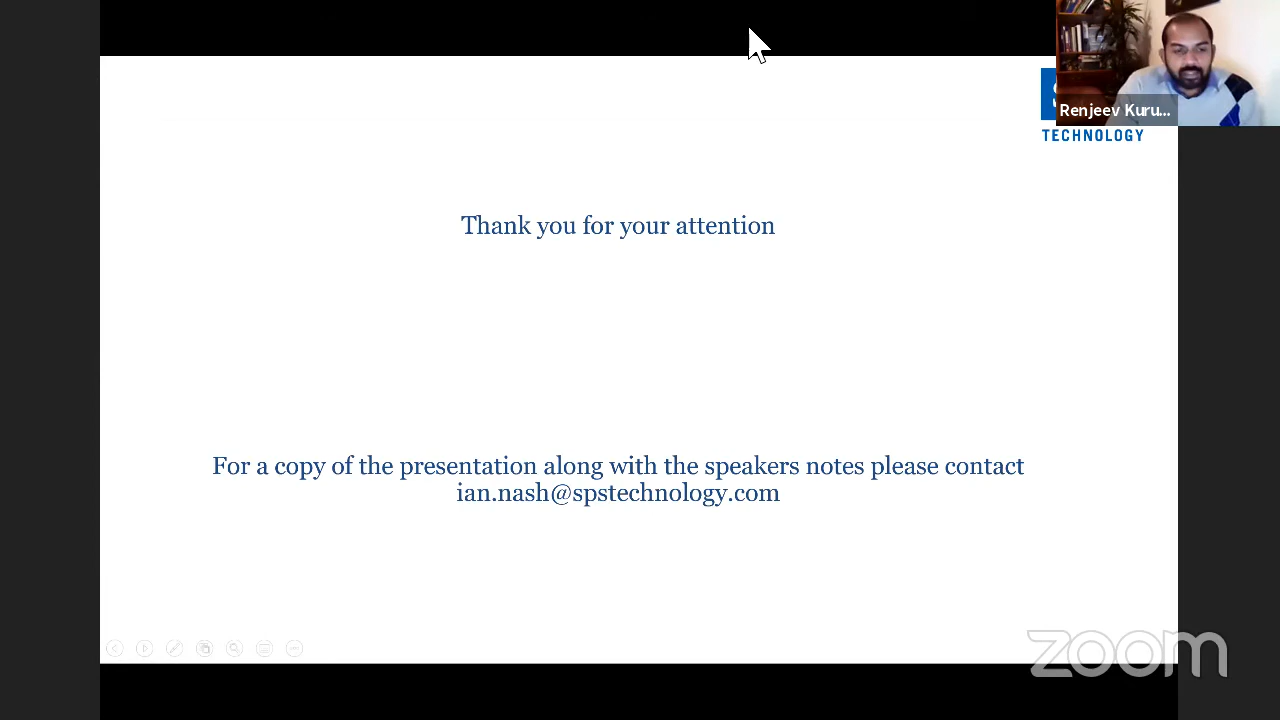 Renjeev Kuru...
TECHNOLOGY
Thank you for your attention
For a copy of the presentation along with the speakers notes please contact
ian.nash@spstechnology.com
zoom